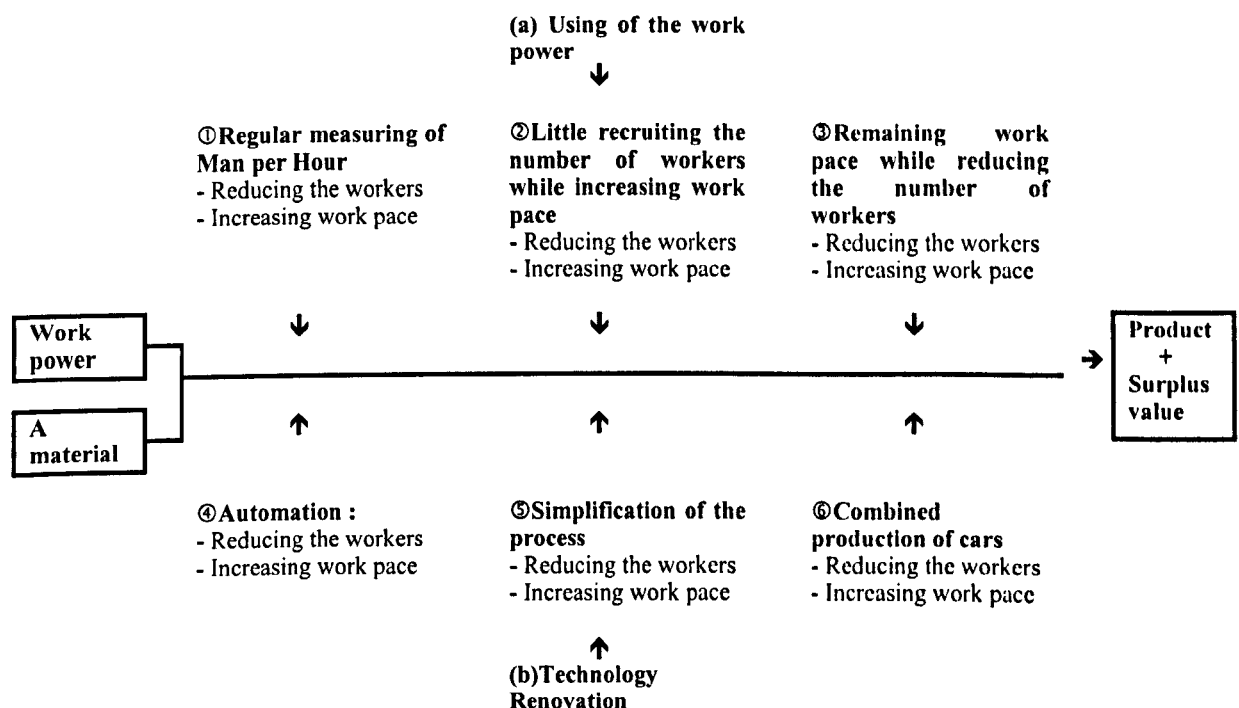 (a) Using of the work
power
①Regular measuring of
Man per Hour
- Reducing the workers
- Increasing work pace
②Little recruiting the
number of workers
while increasing work
pace
- Reducing the workers
- Increasing work pace
③Remaining work
pace while reducing
the number of
workers
- Reducing the workers
- Increasing work pace
Work
power
A
material
Product
+
Surplus
value
④Automation :
- Reducing the workers
- Increasing work pace
⑤Simplification of the
process
- Reducing the workers
- Increasing work pace
⑥Combined
production of cars
- Reducing the workers
- Increasing work pace
(b)Technology
Renovation